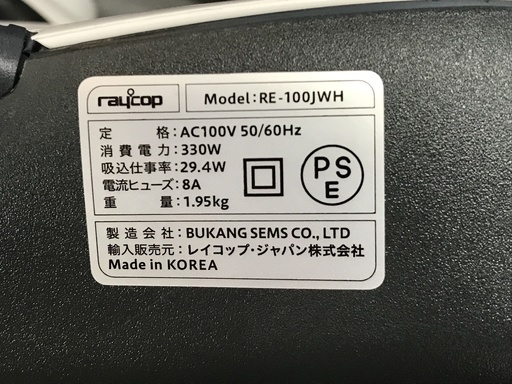 raycop
Model:RE-100JWH
定 格:AC100V 50/60Hz
消費電力:330W
吸込仕事率:29.4W
電流ヒューズ:8A
重 量:1.95kg
PS
E
製造会社:BUKANG SEMS CO., LTD
輸入販売元:レイコップ・ジャパン株式会社
Made in KOREA